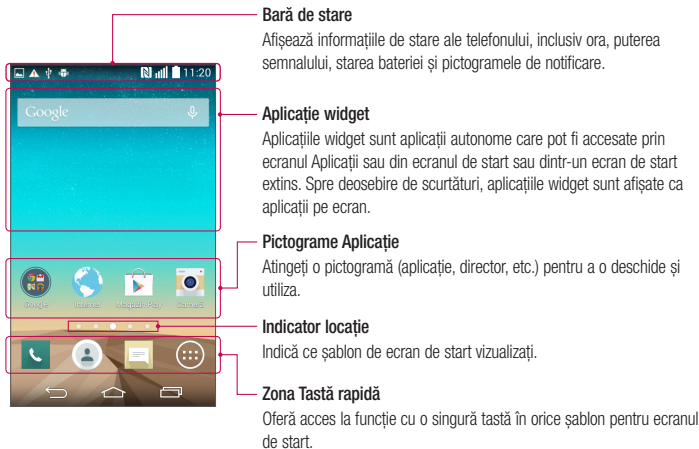 Bară de stare
Afișează informațiile de stare ale telefonului, inclusiv ora, puterea
semnalului, starea bateriei și pictogramele de notificare.
11:20
Google
Aplicație widget
Aplicațiile widget sunt aplicații autonome care pot fi accesate prin
ecranul Aplicații sau din ecranul de start sau dintr-un ecran de start
extins. Spre deosebire de scurtături, aplicațiile widget sunt afișate ca
aplicații pe ecran.
Pictograme Aplicație
Atingeți o pictogramă (aplicație, director, etc.) pentru a o deschide și
utiliza.
Google Internet Magazin Play Cameră
Indicator locație
Indică ce șablon de ecran de start vizualizați.
Zona Tastă rapidă
Oferă acces la funcție cu o singură tastă în orice șablon pentru ecranul
de start.